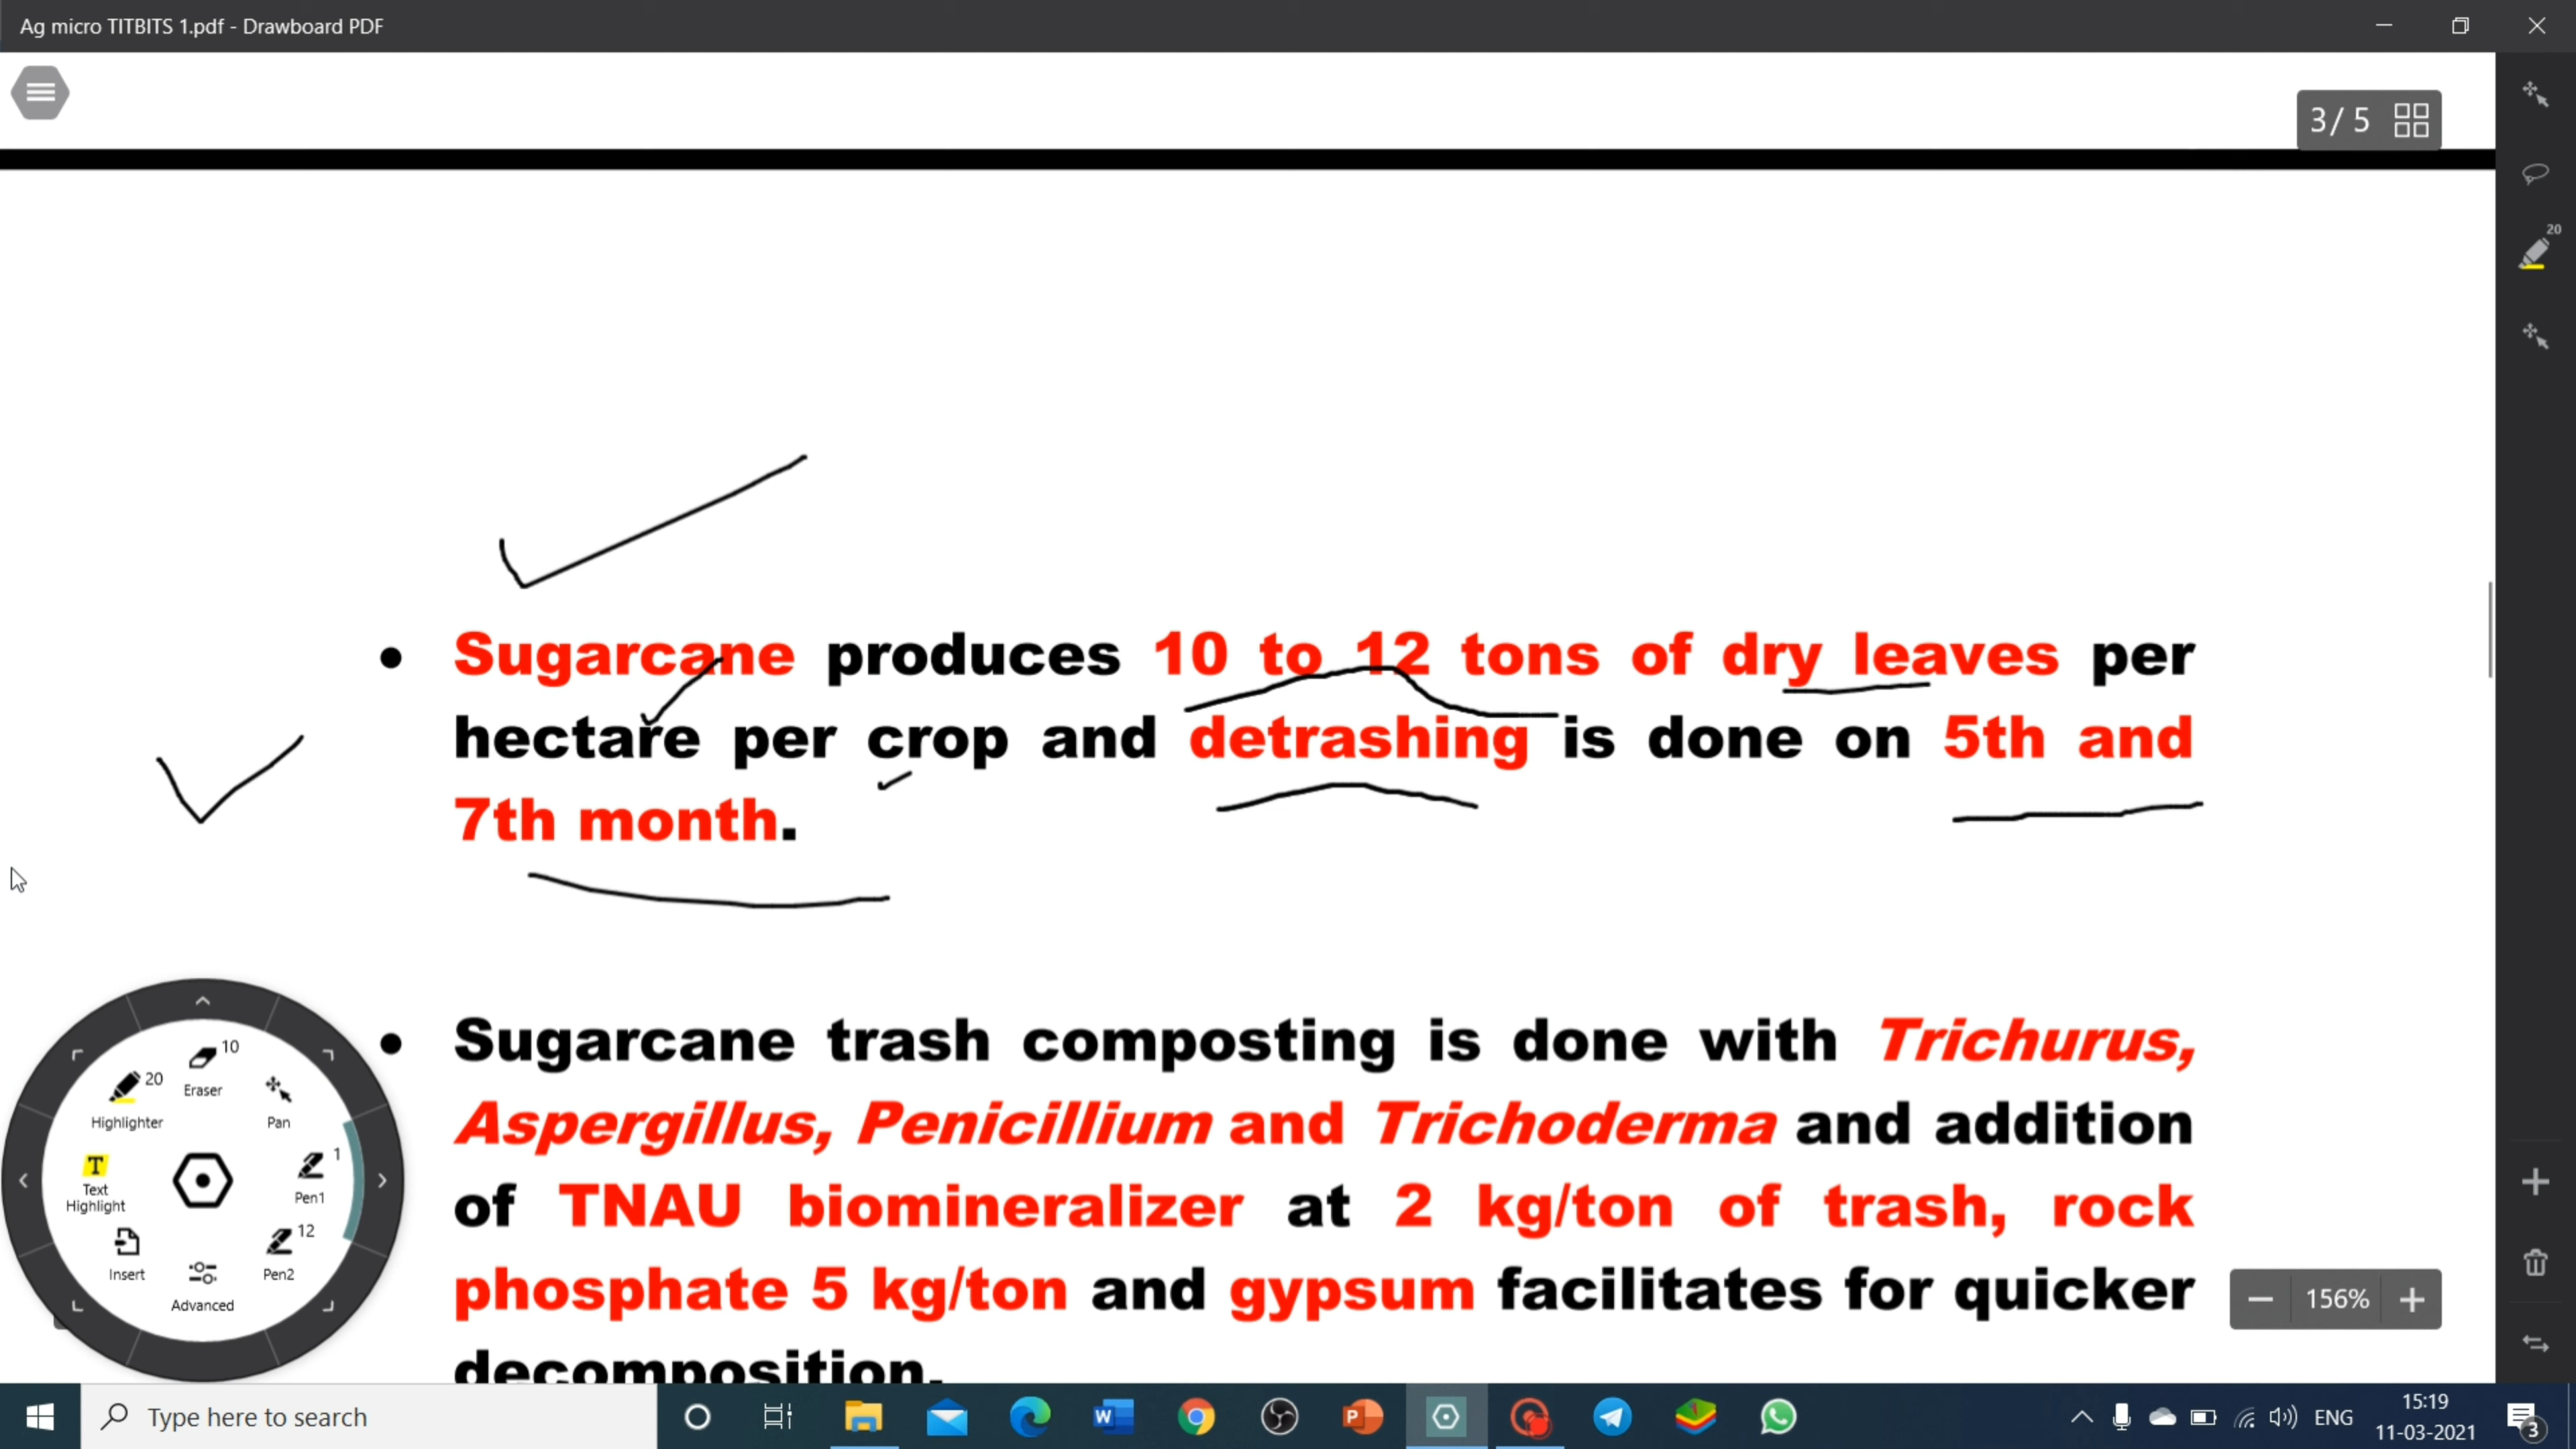 Ag micro TITBITS 1.pdf - Drawboard PDF
3 / 5
20
• Sugarcane produces 10 to 12 tons of dry leaves per
hectare per crop and detrashing is done on 5th and
7th month.
• Sugarcane trash composting is done with Trichurus,
Aspergillus, Penicillium and Trichoderma and addition
of TNAU biomineralizer at 2 kg/ton of trash, rock
phosphate 5 kg/ton and gypsum facilitates for quicker
decomposition.
10
Eraser
20
Highlighter
Pan
T
Text
Highlight
1
Pen1
Insert
12
Pen2
Advanced
156%
Type here to search
ENG
15:19
11-03-2021
3